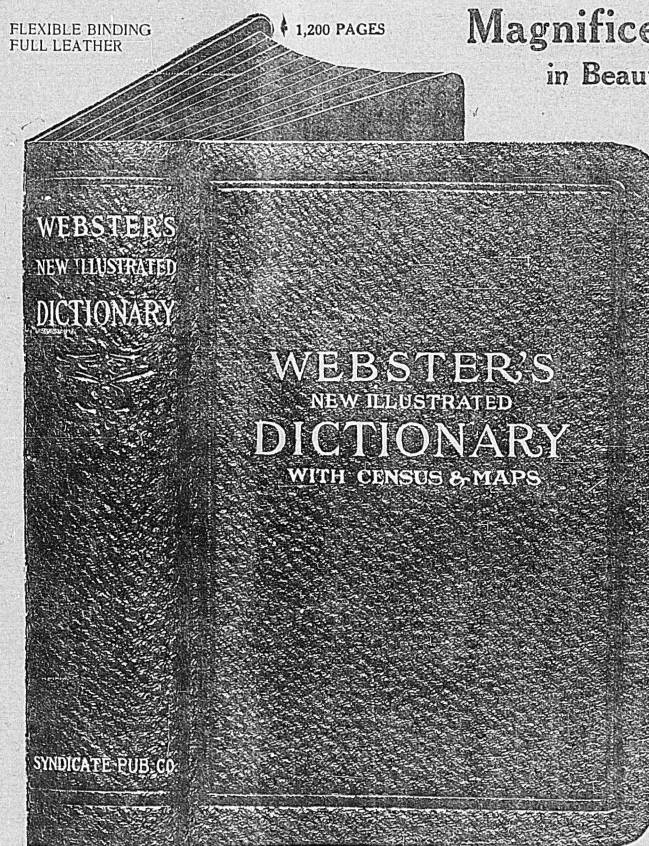 FLEXIBLE BINDING
FULL LEATHER
1,200 PAGES
Magnifice
in Beau
WEBSTER'S
NEW ILLUSTRATED
DICTIONARY
SYNDICATE PUB. CO.
WEBSTER'S
NEW ILLUSTRATED
DICTIONARY
WITH CENSUS & MAPS